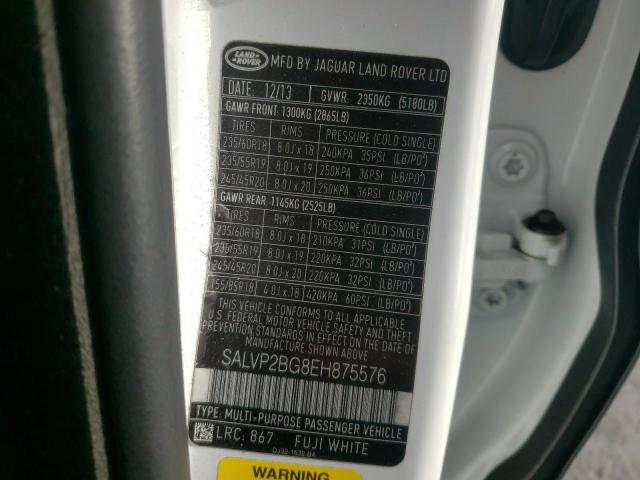 LAND-
ROVER
MFD BY JAGUAR LAND ROVER LTD
DATE 12/13 GVWR 2350KG (5180LB)
GAWR FRONT: 1300KG (2865LB)
TIRES RIMS PRESSURE (COLD SINGLE)
235/60R18 8.0J x 18 240KPA 35PSI (LB/PO²)
235/55R19 8.0J x 19 250KPA 36PSI (LB/PO²)
245/45R20 8.0J x 20 250KPA 36PSI (LB/PO²)
GAWR REAR: 1145KG (2525LB)
TIRES RIMS PRESSURE (COLD SINGLE)
235/60R18 8.0J x 18 210KPA 31PSI (LB/PO²)
235/55R19 8.0J x 19 220KPA 32PSI (LB/PO²)
245/45R20 8.0J x 20 220KPA 32PSI (LB/PO²)
155/85R18 4.0J x 18 420KPA 60PSI (LB/PO²)
THIS VEHICLE CONFORMS TO ALL APPLICABLE
U.S FEDERAL MOTOR VEHICLE SAFETY AND THEFT
PREVENTION STANDARDS IN EFFECT ON THE DATE OF
MANUFACTURE SHOWN ABOVE.
SALVP2BG8EH875576
TYPE: MULTI-PURPOSE PASSENGER VEHICLE
LRC: 867 FUJI WHITE
DJ32-1532-BA
WARNING